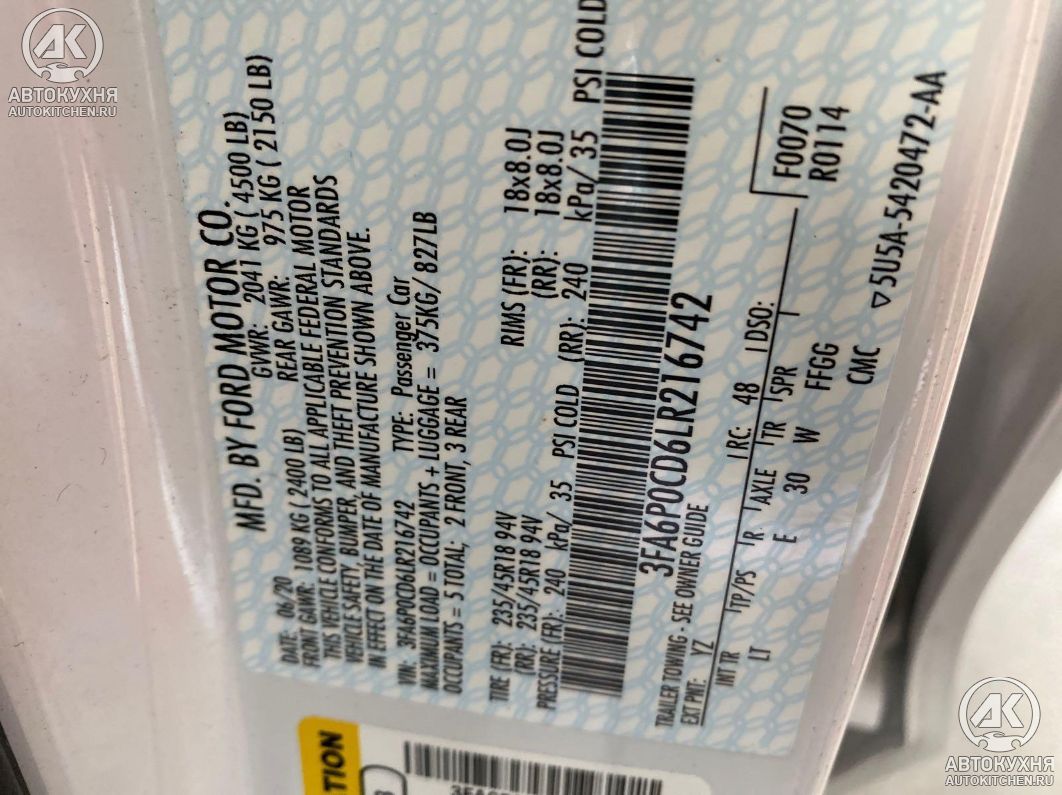 MFD. BY FORD MOTOR CO.
DATE: 06/20 GVWR: 2041 KG ( 4500 LB)
FRONT GAWR: 1089 KG ( 2400 LB) REAR GAWR: 975 KG ( 2150 LB)
THIS VEHICLE CONFORMS TO ALL APPLICABLE FEDERAL MOTOR
VEHICLE SAFETY, BUMPER, AND THEFT PREVENTION STANDARDS
IN EFFECT ON THE DATE OF MANUFACTURE SHOWN ABOVE.
VIN: 3FA6P0CD6LR216742 TYPE: Passenger Car
MAXIMUM LOAD = OCCUPANTS + LUGGAGE = 375KG/ 827LB
OCCUPANTS = 5 TOTAL; 2 FRONT, 3 REAR
TIRE (FR): 235/45R18 94V RIMS (FR): 18x8.0J
(RR): 235/45R18 94V (RR): 18x8.0J
PRESSURE (FR): 240 kPa/ 35 PSI COLD (RR): 240 kPa/35 PSI COLD
3FA6P0CD6LR216742
TRAILER TOWING - SEE OWNER GUIDE
EXT PNT: YZ RC: 48 DSO: F0070
R0114
INT TR TP/PS R AXLE TR SPR
LT E 30 W FFGG
CMC ▽5U5A-5420472-AA
TION
АК
АВТОКУХНЯ
AUTOKITCHEN.RU
АК
АВТОКУХНЯ
AUTOKITCHEN.RU